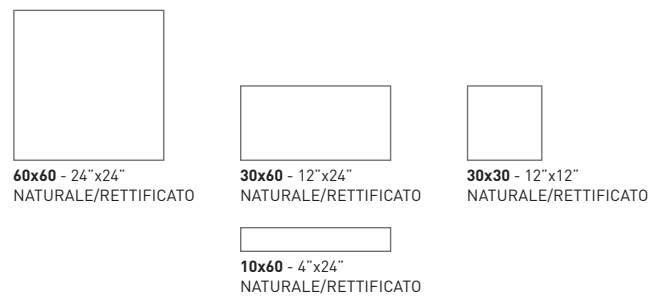 60x60 - 24˝x24˝
NATURALE/RETTIFICATO
30x60 - 12˝x24˝
NATURALE/RETTIFICATO
30x30 - 12˝x12˝
NATURALE/RETTIFICATO
10x60 - 4˝x24˝
NATURALE/RETTIFICATO